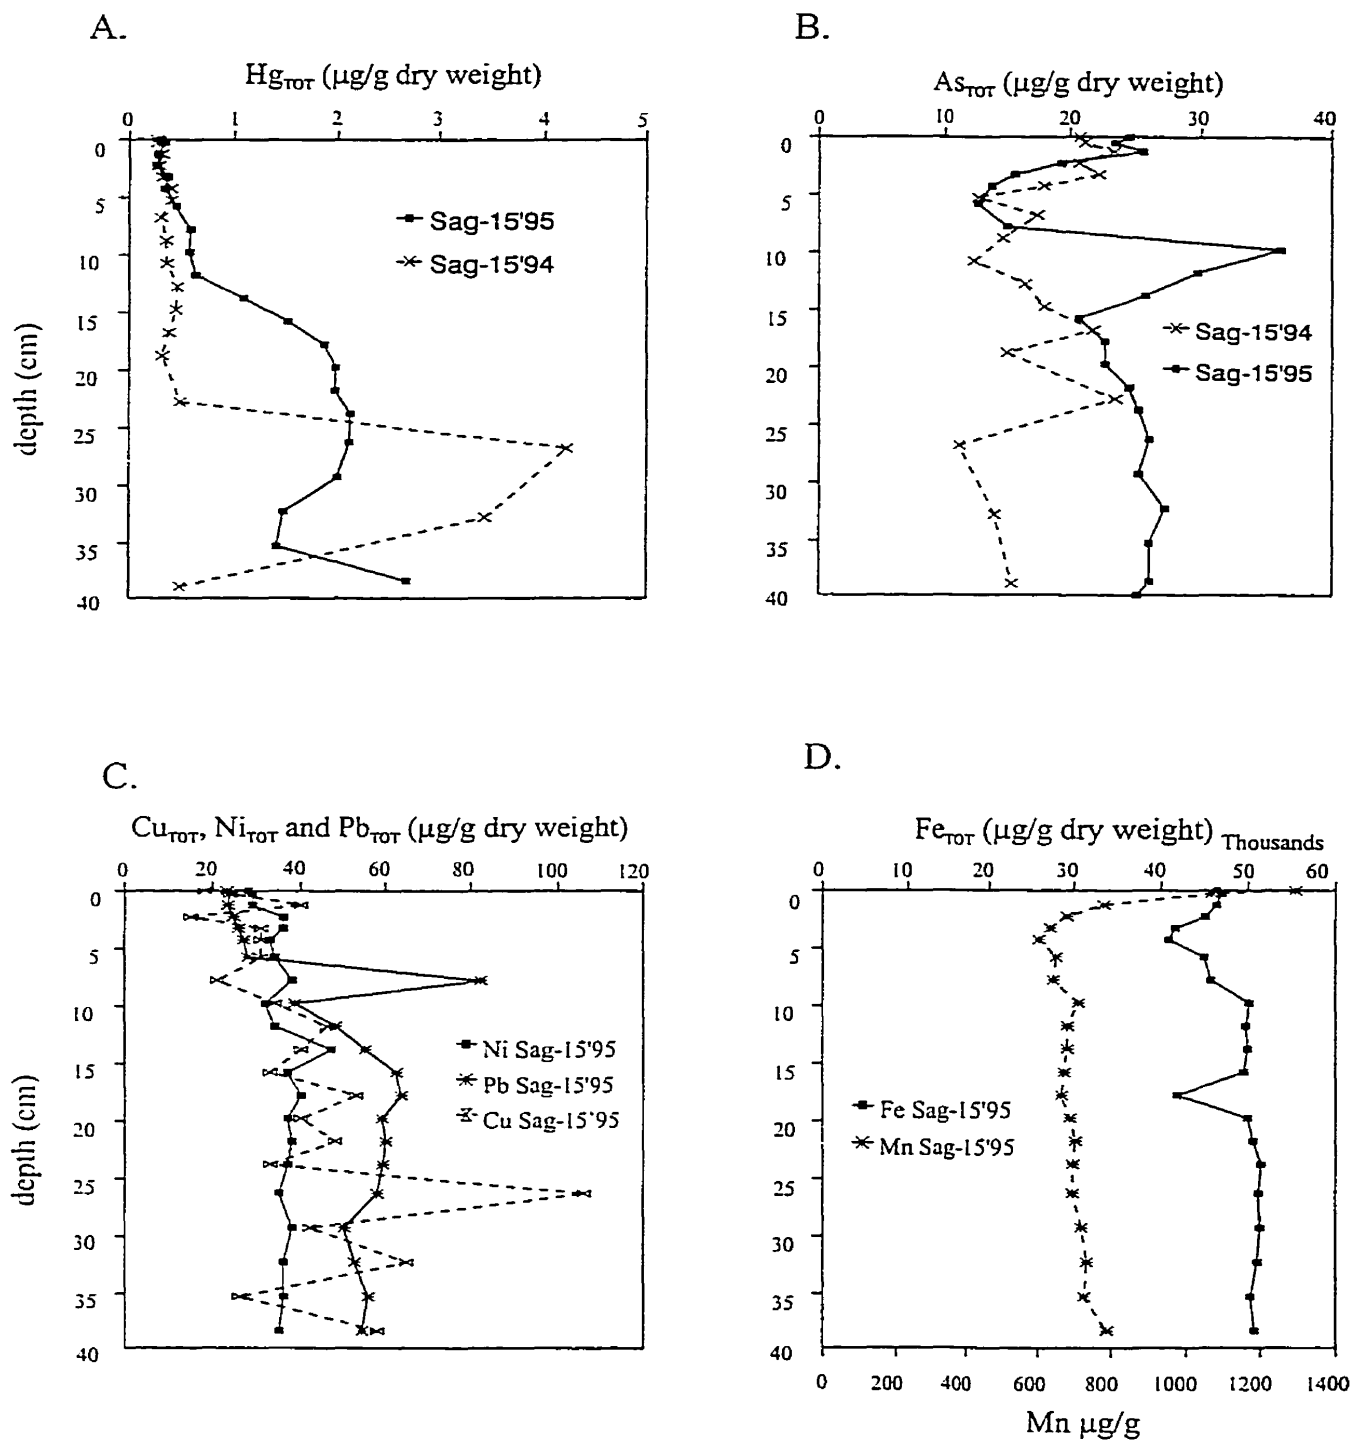 A.
Hg_TOT (µg/g dry weight)
0 1 2 3 4 5
0
5
10
15
20
25
30
35
40
depth (cm)
Sag-15'95
Sag-15'94
B.
As_TOT (µg/g dry weight)
0 10 20 30 40
0
5
10
15
20
25
30
35
40
Sag-15'94
Sag-15'95
C.
Cu_TOT, Ni_TOT and Pb_TOT (µg/g dry weight)
0 20 40 60 80 100 120
0
5
10
15
20
25
30
35
40
depth (cm)
Ni Sag-15'95
Pb Sag-15'95
Cu Sag-15'95
D.
Fe_TOT (µg/g dry weight) Thousands
0 10 20 30 40 50 60
0
5
10
15
20
25
30
35
40
Fe Sag-15'95
Mn Sag-15'95
0 200 400 600 800 1000 1200 1400
Mn µg/g